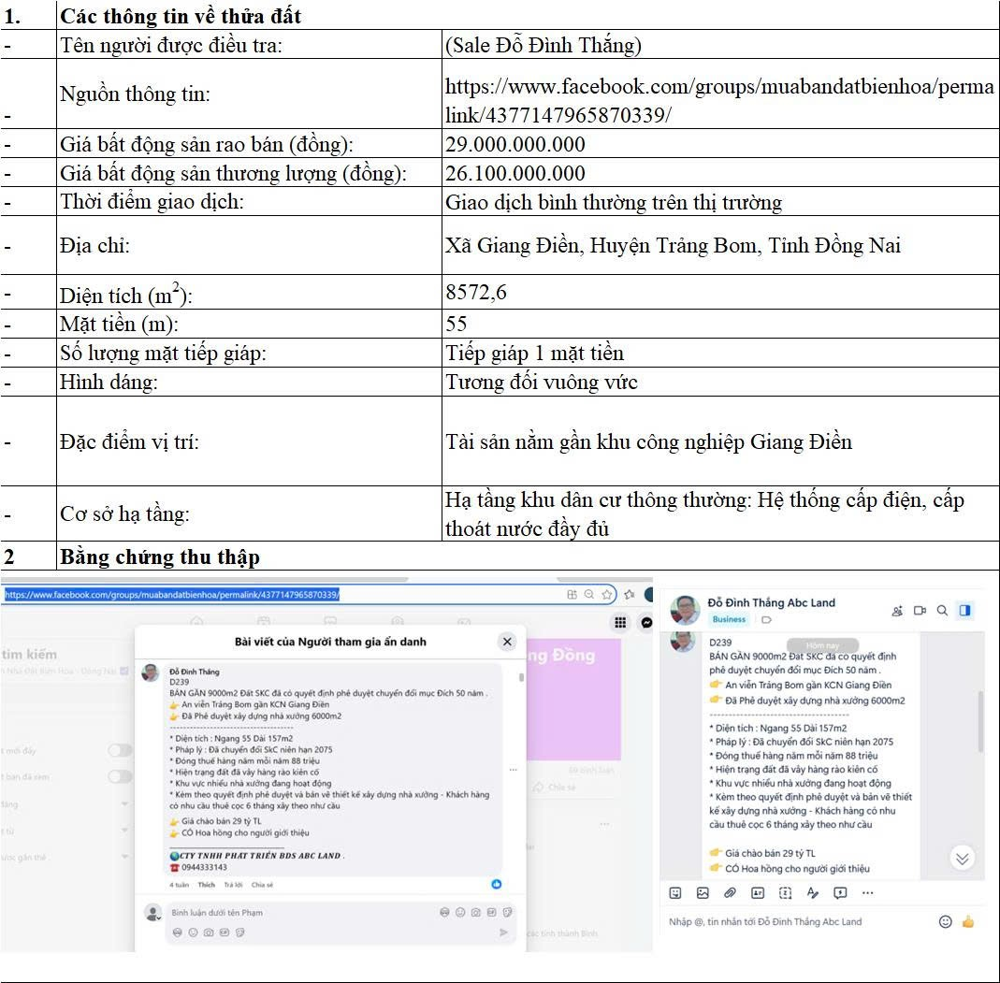 1. Các thông tin về thửa đất
- Tên người được điều tra: (Sale Đỗ Đình Thắng)
- Nguồn thông tin: https://www.facebook.com/groups/muabandatbienhoa/perma
link/4377147965870339/
- Giá bất động sản rao bán (đồng): 29.000.000.000
- Giá bất động sản thương lượng (đồng): 26.100.000.000
- Thời điểm giao dịch: Giao dịch bình thường trên thị trường
- Địa chỉ: Xã Giang Điền, Huyện Trảng Bom, Tỉnh Đồng Nai
- Diện tích (m²): 8572,6
- Mặt tiền (m): 55
- Số lượng mặt tiếp giáp: Tiếp giáp 1 mặt tiền
- Hình dáng: Tương đối vuông vức
- Đặc điểm vị trí: Tài sản nằm gần khu công nghiệp Giang Điền
- Cơ sở hạ tầng: Hạ tầng khu dân cư thông thường: Hệ thống cấp điện, cấp
thoát nước đầy đủ
2 Bằng chứng thu thập
https://www.facebook.com/groups/muabandatbienhoa/permalink/4377147965870339/
tìm kiếm
Bài viết của Người tham gia ẩn danh
ng Đồng
Đỗ Đình Thắng
D239
BÁN GẦN 9000m2 Đất SKC đã có quyết định phê duyệt chuyển đổi mục Đích 50 năm .
👉 An viễn Trảng Bom gần KCN Giang Điền
👉 Đã Phê duyệt xây dựng nhà xưởng 6000m2
-------------------------------------
* Diện tích : Ngang 55 Dài 157m2
* Pháp lý : Đã chuyển đổi SkC niên hạn 2075
* Đóng thuế hàng năm mỗi năm 88 triệu
* Hiện trạng đất đã vây hàng rào kiên cố
* Khu vực nhiều nhà xưởng đang hoạt động
* Kèm theo quyết định phê duyệt và bản vẽ thiết kế xây dựng nhà xưởng - Khách hàng
có nhu cầu thuê cọc 6 tháng xây theo như cầu
👉 Giá chào bán 29 tỷ TL
👉 CÓ Hoa hồng cho người giới thiệu
🌏CTY TNHH PHÁT TRIỂN BDS ABC LAND .
☎ 0944333143
4 tuần Thích Trả lời Chia sẻ
Bình luận dưới tên Phạm
Chia sẻ
các tỉnh thành Bình
Đỗ Đình Thắng Abc Land
Business
Hôm nay
D239
BÁN GẦN 9000m2 Đất SKC đã có quyết định
phê duyệt chuyển đổi mục Đích 50 năm .
👉 An viễn Trảng Bom gần KCN Giang Điền
👉 Đã Phê duyệt xây dựng nhà xưởng 6000m2
-------------------------------------
* Diện tích : Ngang 55 Dài 157m2
* Pháp lý : Đã chuyển đổi SkC niên hạn 2075
* Đóng thuế hàng năm mỗi năm 88 triệu
* Hiện trạng đất đã vây hàng rào kiên cố
* Khu vực nhiều nhà xưởng đang hoạt động
* Kèm theo quyết định phê duyệt và bản vẽ thiết
kế xây dựng nhà xưởng - Khách hàng có nhu
cầu thuê cọc 6 tháng xây theo như cầu
👉 Giá chào bán 29 tỷ TL
👉 CÓ Hoa hồng cho người giới thiệu
Nhập @, tin nhắn tới Đỗ Đình Thắng Abc Land